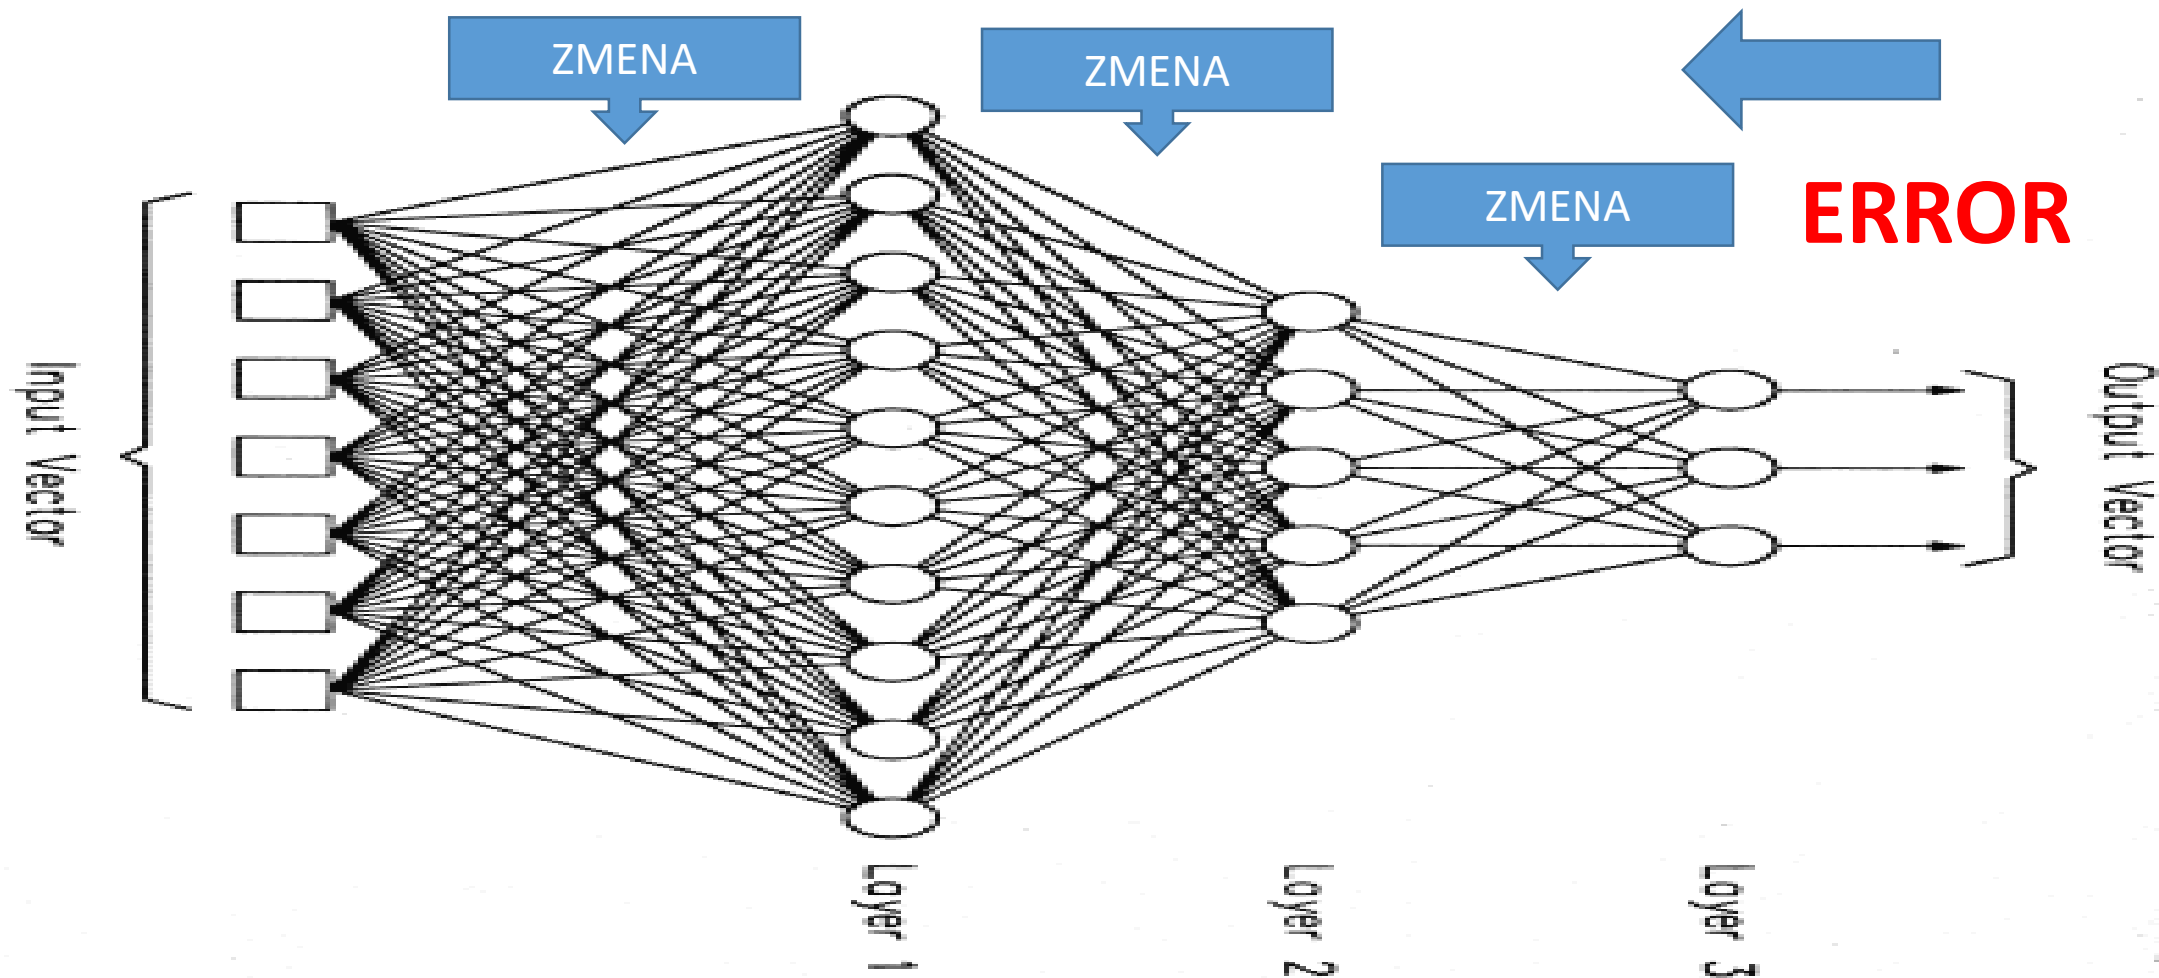 ZMENA
ZMENA
ZMENA
ERROR
Input Vector
Output Vector
Layer 1
Layer 2
Layer 3